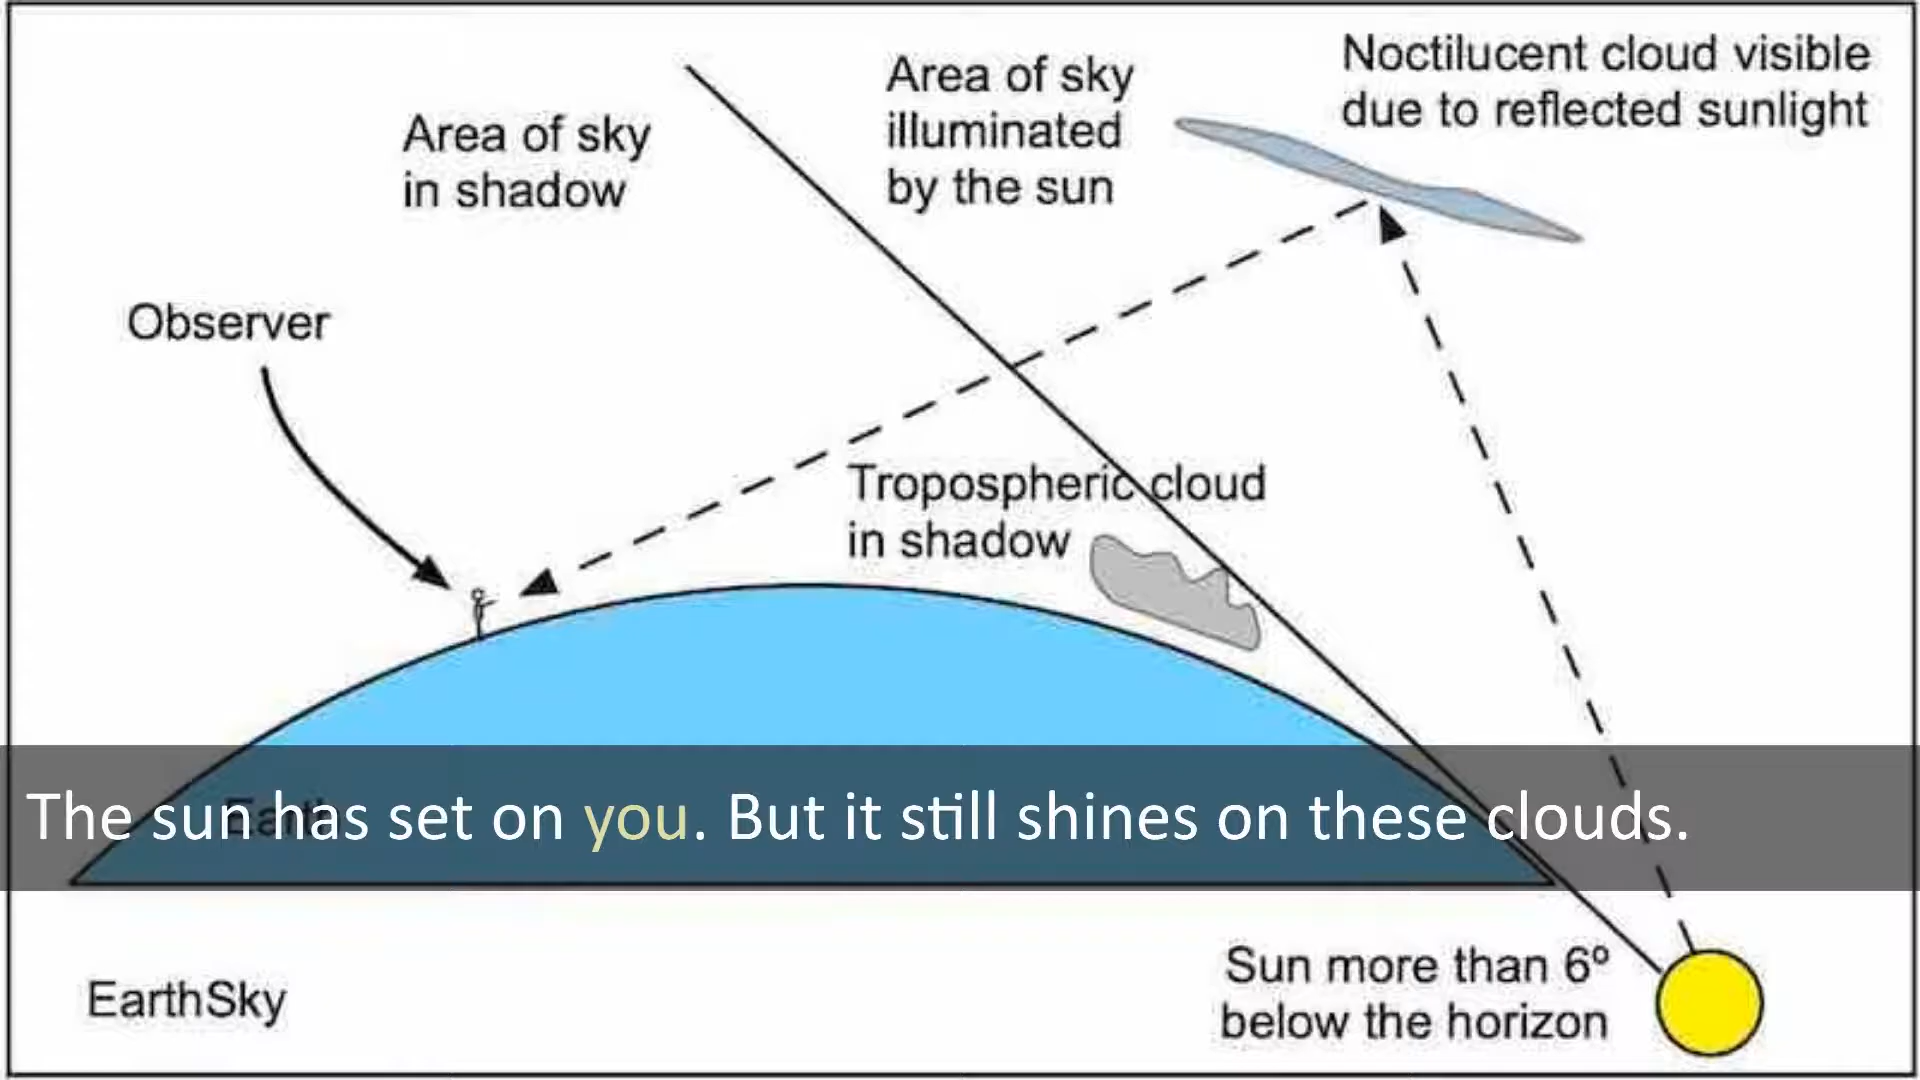 Noctilucent cloud visible
due to reflected sunlight
Area of sky
illuminated
by the sun
Area of sky
in shadow
Observer
Tropospheric cloud
in shadow
Earth
The sun has set on you. But it still shines on these clouds.
Sun more than 6º
below the horizon
EarthSky